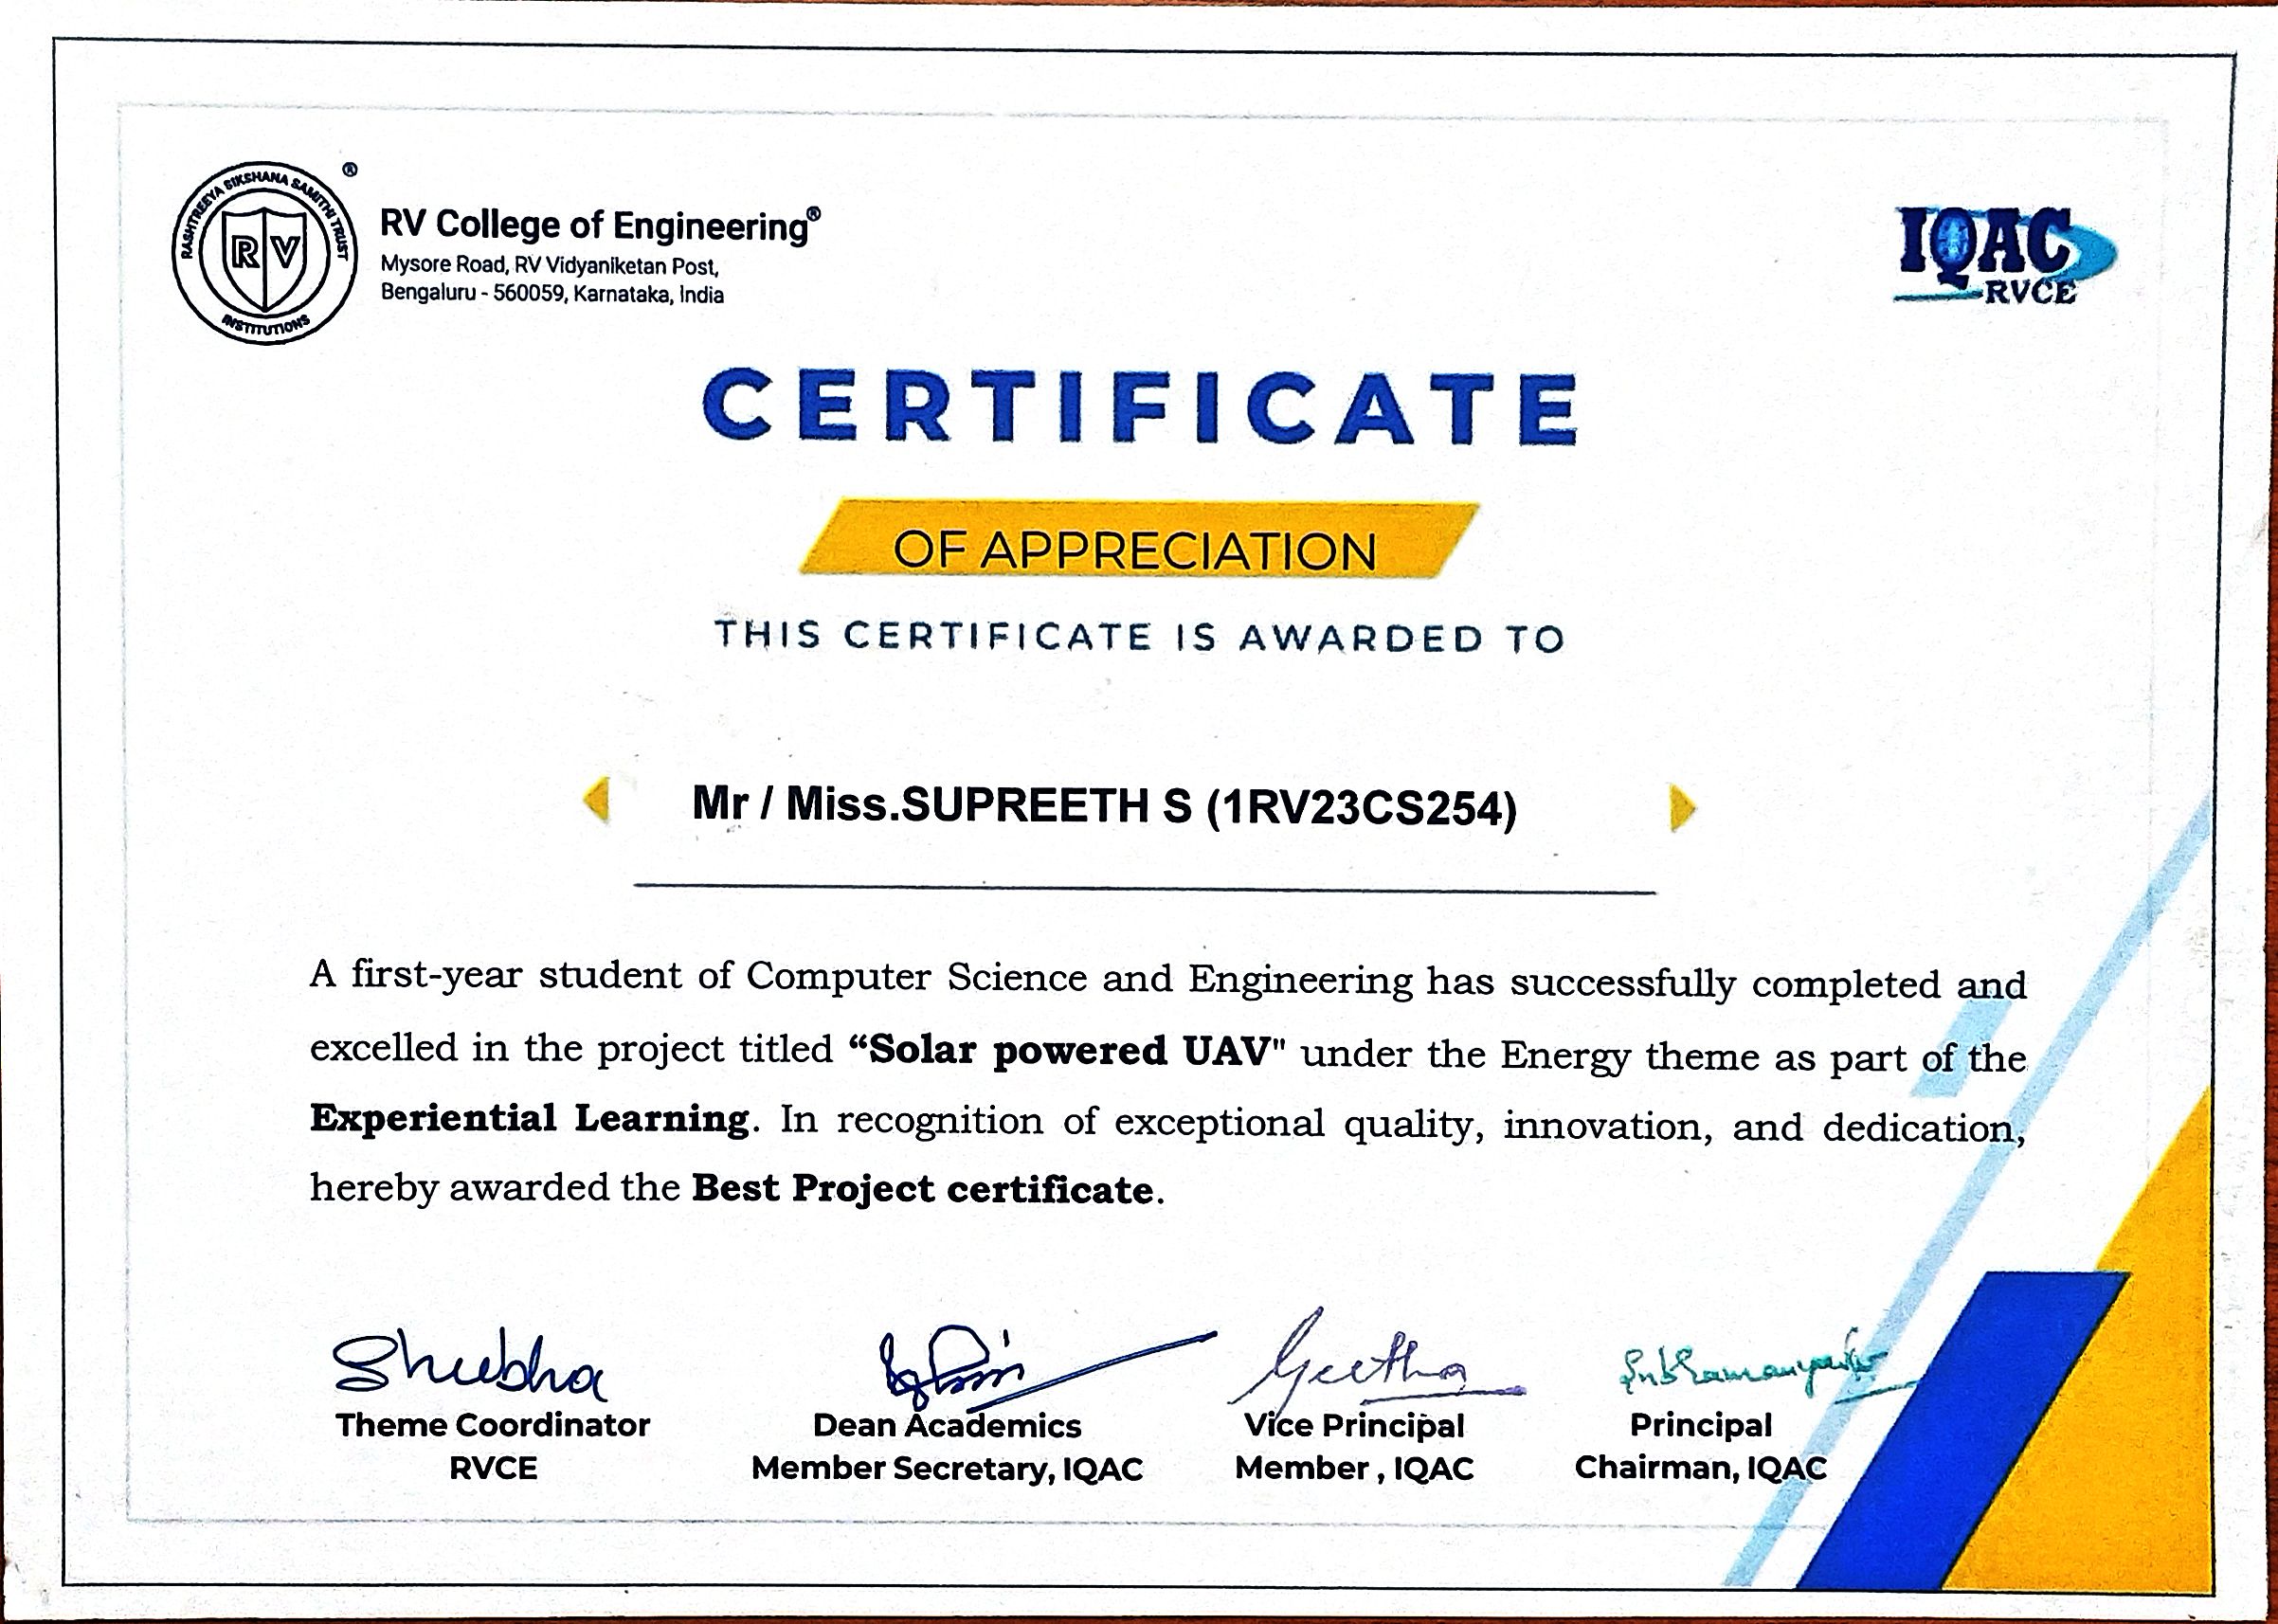 RASHTREEYA SIKSHANA SAMITHI TRUST
®
RV
INSTITUTIONS
RV College of Engineering®
Mysore Road, RV Vidyaniketan Post,
Bengaluru - 560059, Karnataka, India
IQAC
RVCE
CERTIFICATE
OF APPRECIATION
THIS CERTIFICATE IS AWARDED TO
Mr / Miss.SUPREETH S (1RV23CS254)
A first-year student of Computer Science and Engineering has successfully completed and
excelled in the project titled “Solar powered UAV" under the Energy theme as part of the
Experiential Learning. In recognition of exceptional quality, innovation, and dedication,
hereby awarded the Best Project certificate.
Shubha
Geetha
Theme Coordinator
RVCE
Dean Academics
Member Secretary, IQAC
Vice Principal
Member , IQAC
Principal
Chairman, IQAC